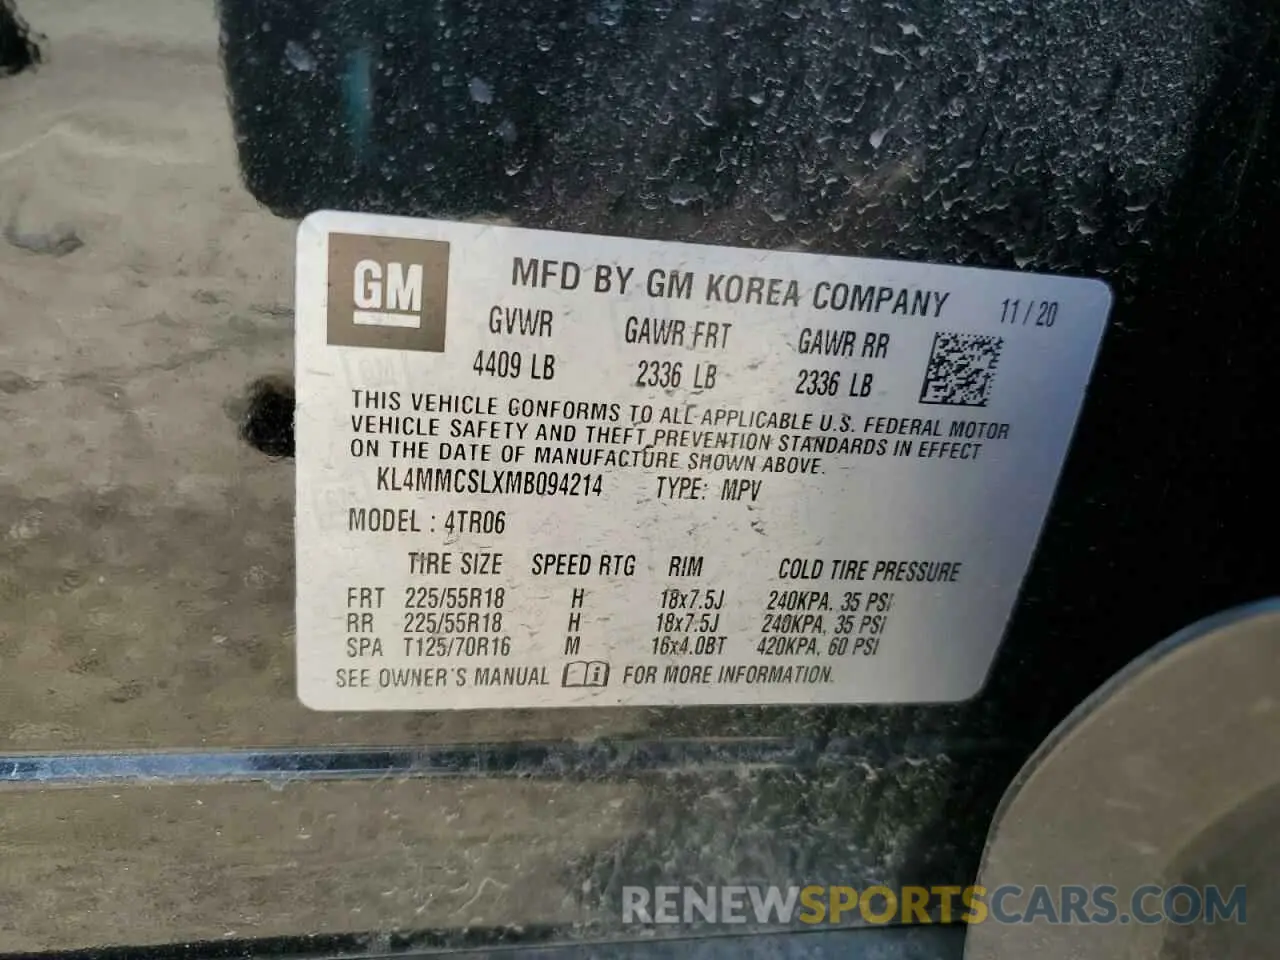 GM
MFD BY GM KOREA COMPANY 11/20
GVWR GAWR FRT GAWR RR
4409 LB 2336 LB 2336 LB
THIS VEHICLE CONFORMS TO ALL APPLICABLE U.S. FEDERAL MOTOR
VEHICLE SAFETY AND THEFT PREVENTION STANDARDS IN EFFECT
ON THE DATE OF MANUFACTURE SHOWN ABOVE.
KL4MMCSLXMB094214 TYPE: MPV
MODEL : 4TR06
TIRE SIZE SPEED RTG RIM COLD TIRE PRESSURE
FRT 225/55R18 H 18x7.5J 240KPA, 35 PSI
RR 225/55R18 H 18x7.5J 240KPA, 35 PSI
SPA T125/70R16 M 16x4.0BT 420KPA, 60 PSI
SEE OWNER'S MANUAL i FOR MORE INFORMATION.
RENEWSPORTSCARS.COM